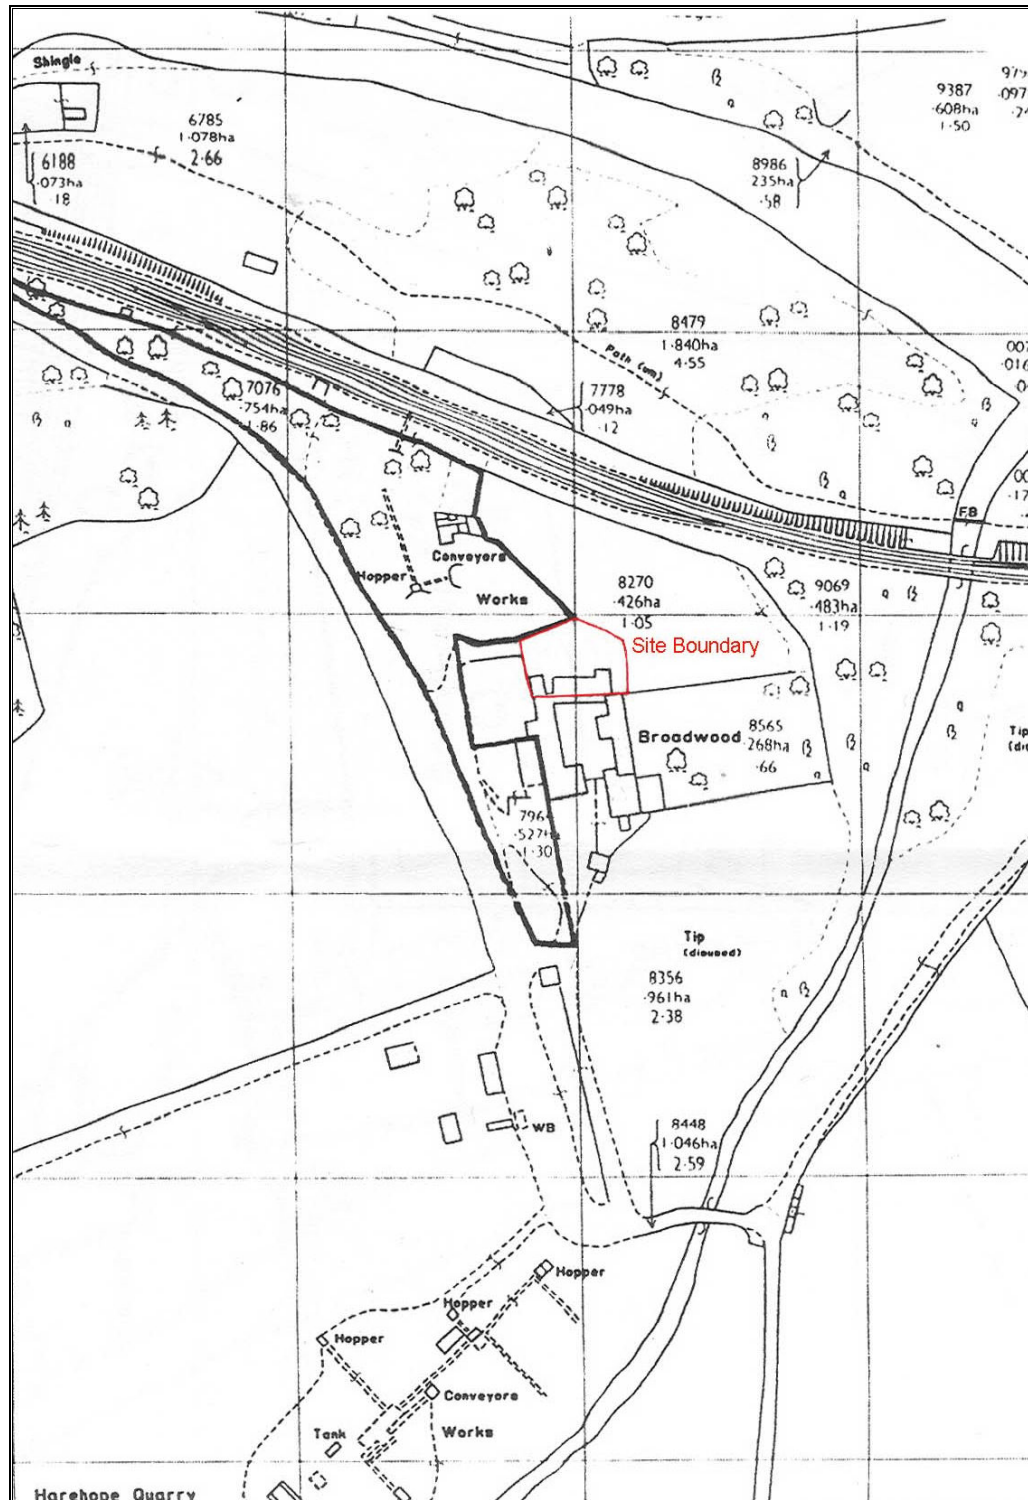 Shingle
6785
1·078ha
2·66
6188
·073ha
·18
9387
·608ha
1·50
8986
235ha
·58
8479
1·840ha
4·55
Path (um)
7778
·049ha
·12
7076
·754ha
1·86
FB
Conveyors
Hopper
Works
8270
·426ha
1·05
9069
·483ha
1·19
Site Boundary
Broadwood
8565
·268ha
·66
·527ha
1·30
Tip
(disused)
8356
·961ha
2·38
WB
8448
1·046ha
2·59
Hopper
Hopper
Hopper
Conveyors
Tank
Works
Harehope Quarry